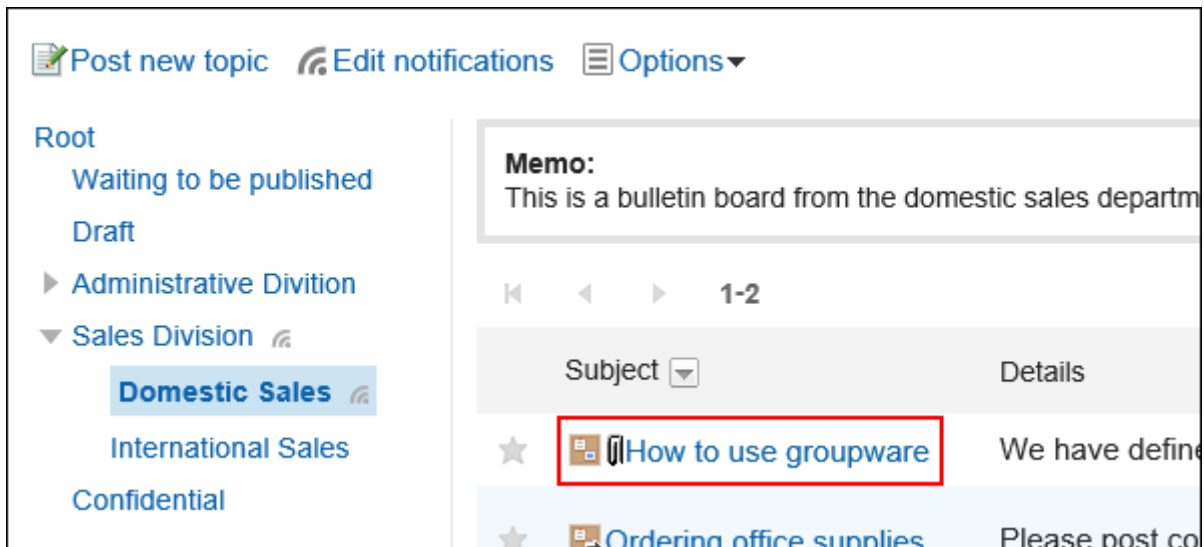 Post new topic Edit notifications Options
Root
Waiting to be published
Draft
Administrative Divition
Sales Division
Domestic Sales
International Sales
Confidential
Memo:
This is a bulletin board from the domestic sales departm
1-2
Subject Details
How to use groupware We have define
Ordering office supplies Please post co